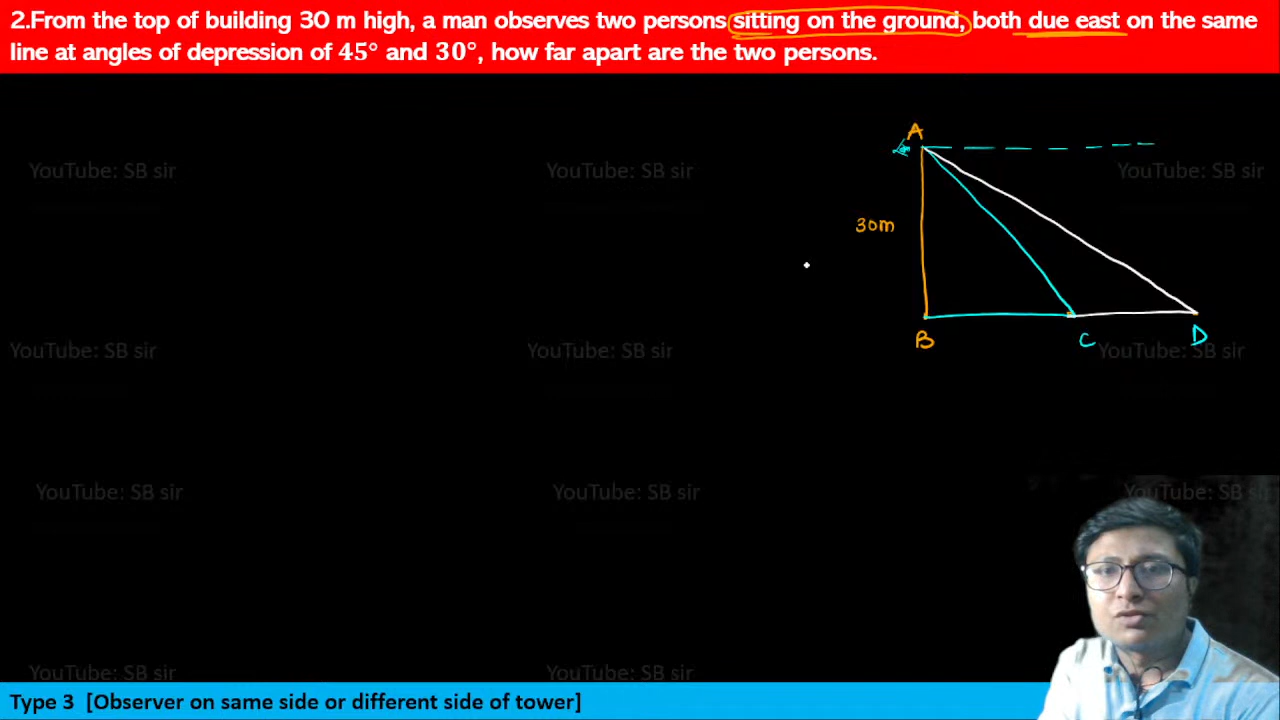 2.From the top of building 30 m high, a man observes two persons sitting on the ground, both due east on the same
line at angles of depression of 45° and 30°, how far apart are the two persons.
A
YouTube: SB sir YouTube: SB sir YouTube: SB sir
30m
B C D
YouTube: SB sir YouTube: SB sir YouTube: SB sir
YouTube: SB sir YouTube: SB sir YouTube: SB si
YouTube: SB sir YouTube: SB sir
Type 3 [Observer on same side or different side of tower]